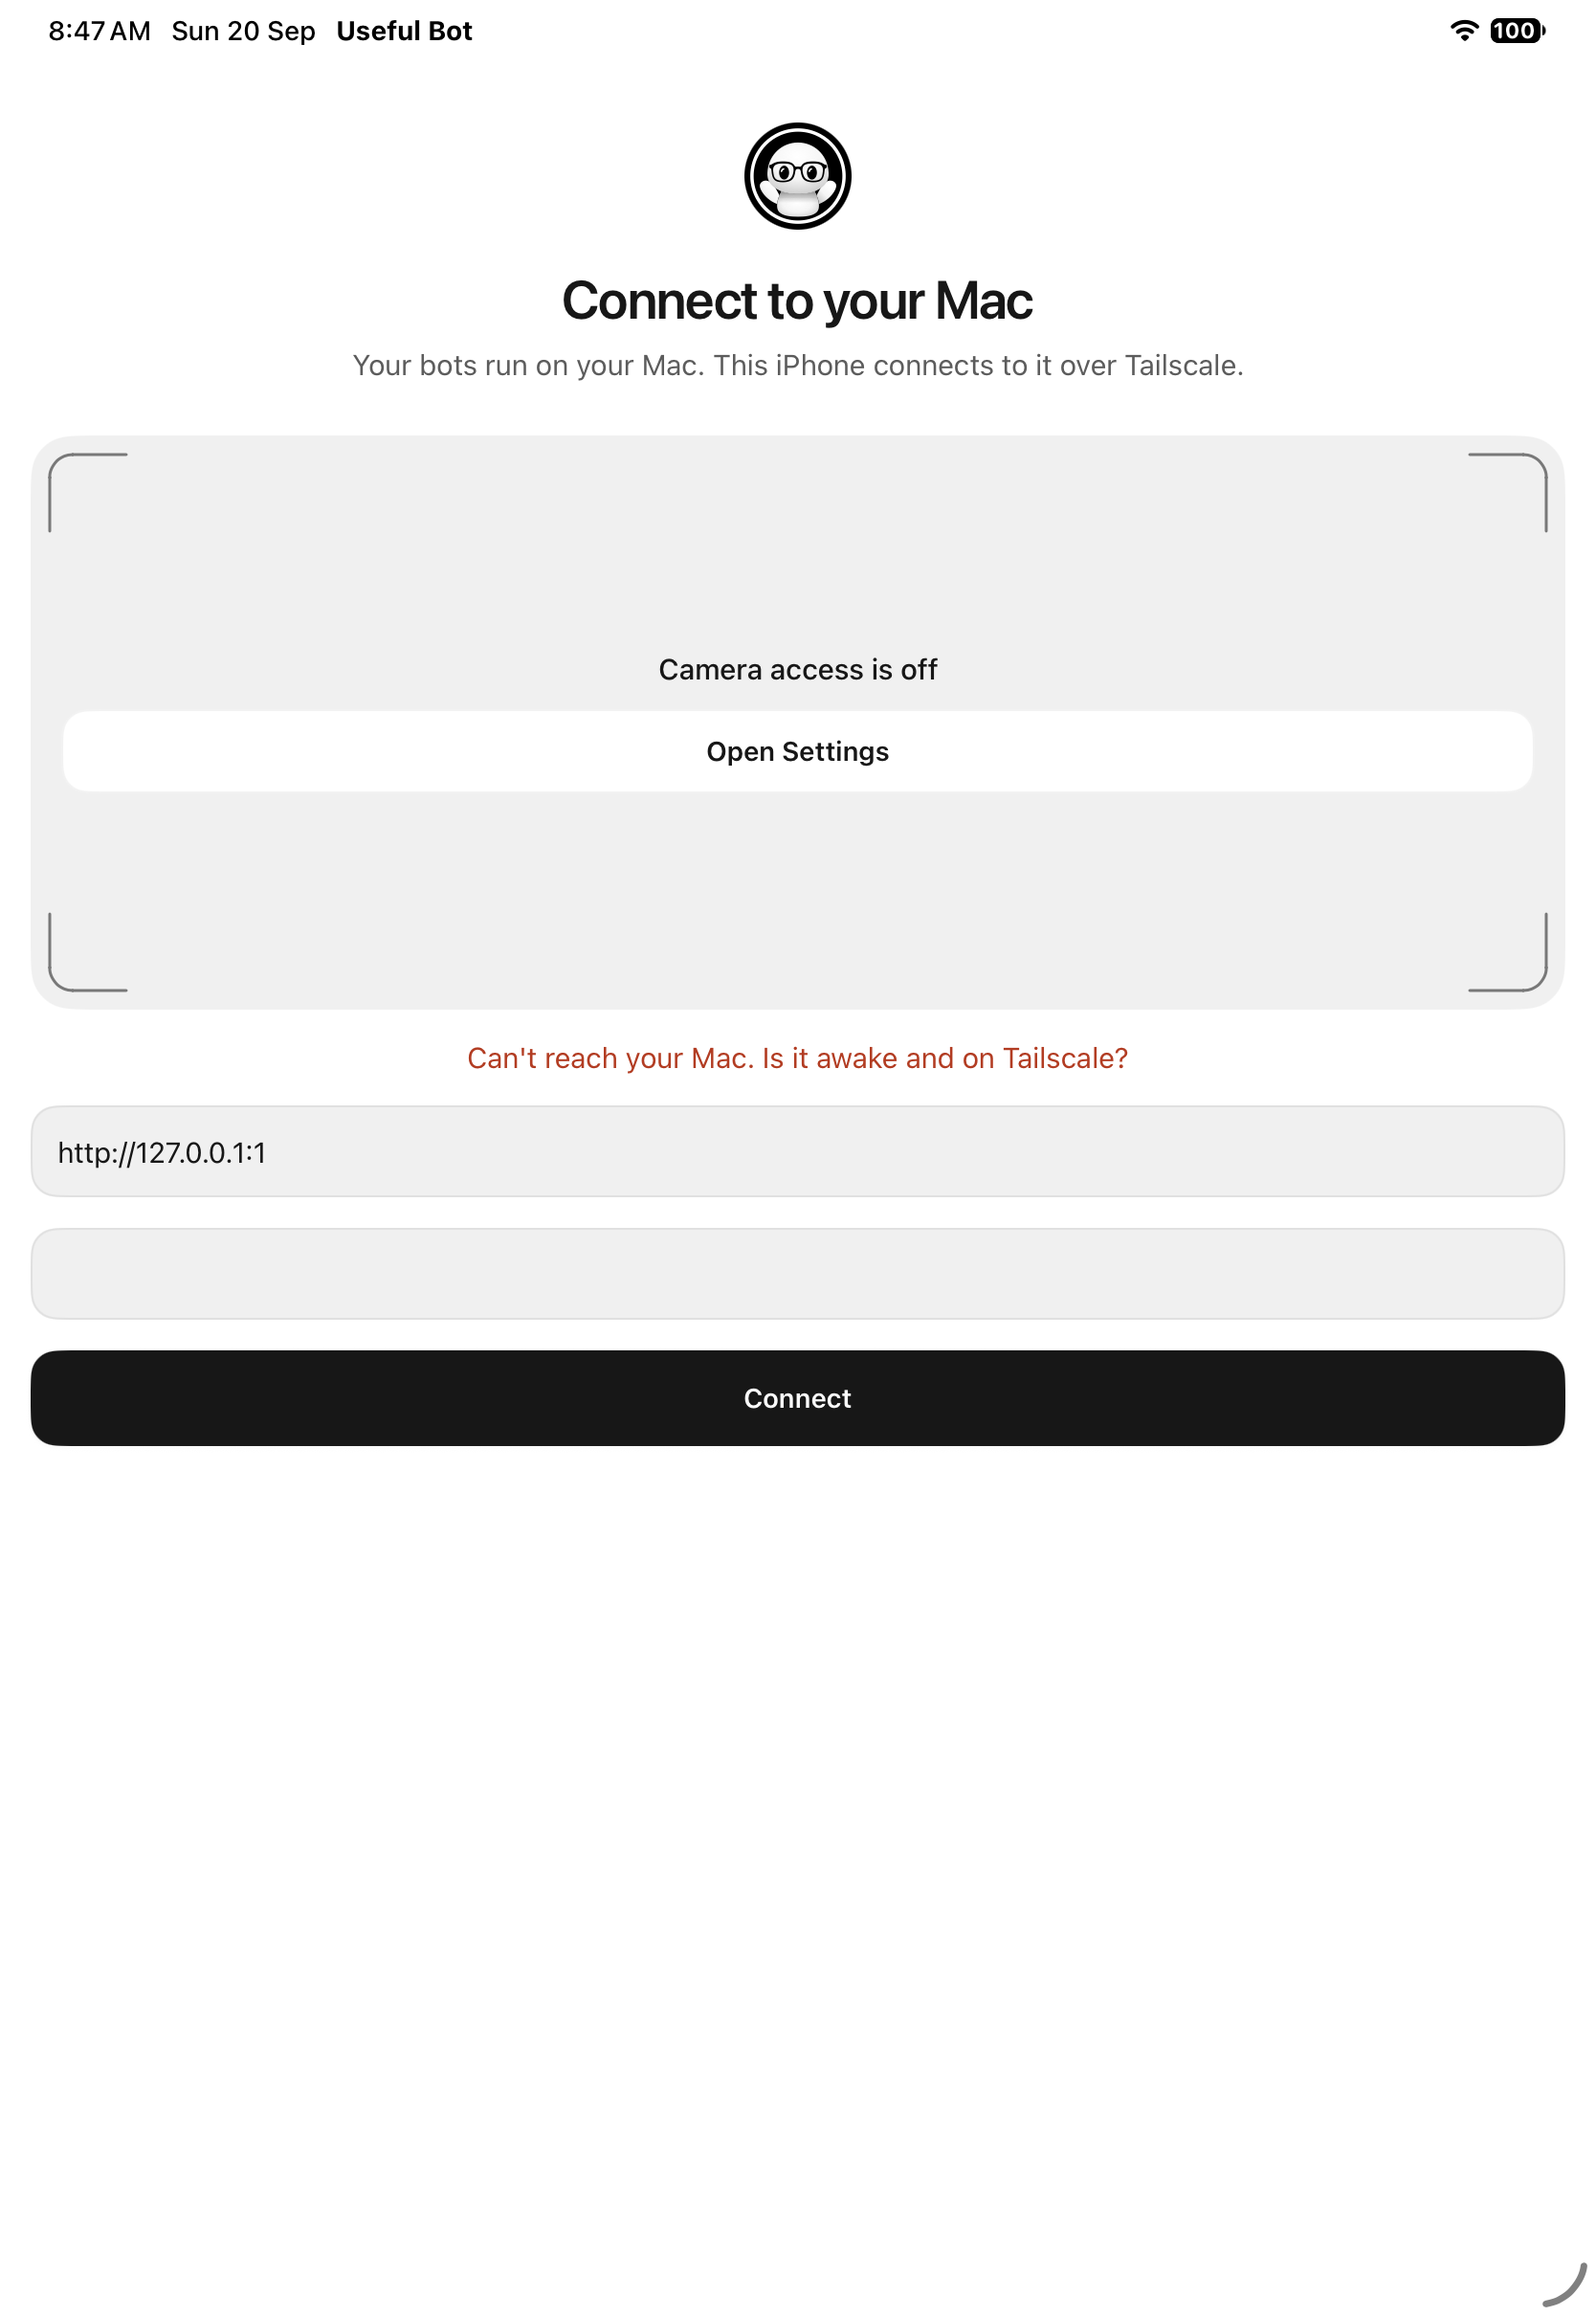 8:47 AM Sun 20 Sep Useful Bot
100
Connect to your Mac
Your bots run on your Mac. This iPhone connects to it over Tailscale.
Camera access is off
Open Settings
Can't reach your Mac. Is it awake and on Tailscale?
http://127.0.0.1:1
Connect